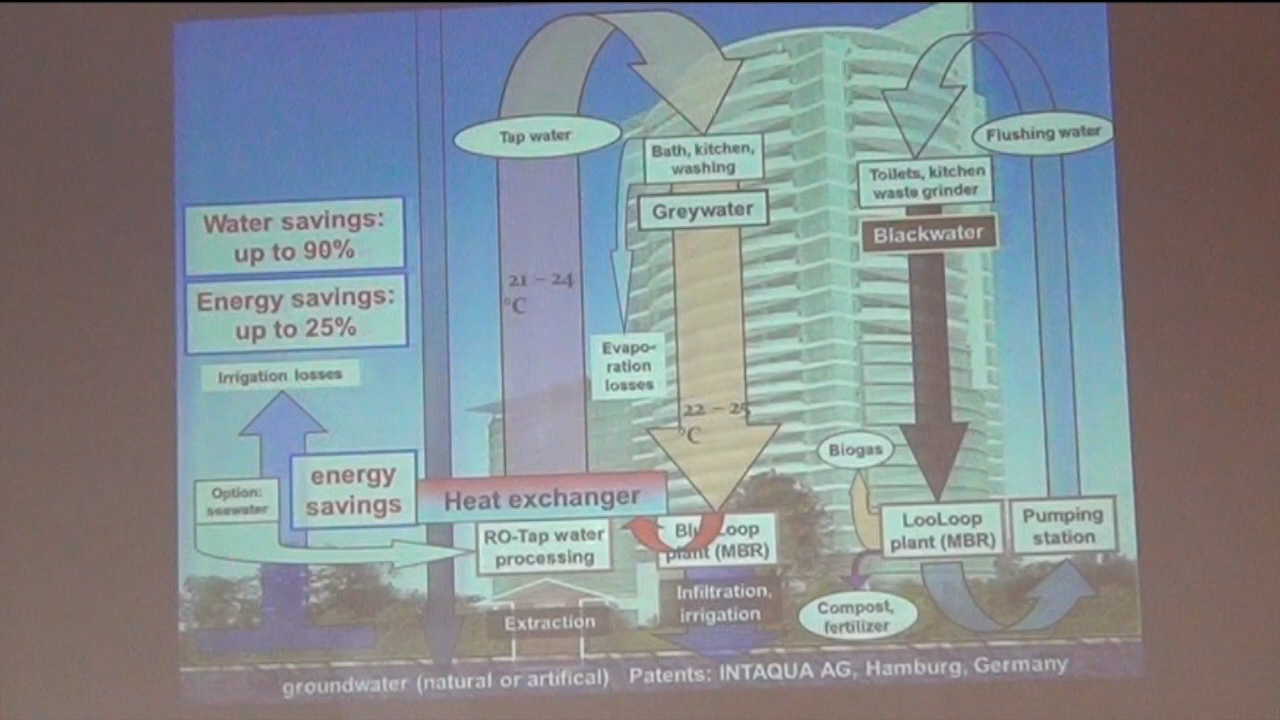 Tap water
Bath, kitchen,
washing
Greywater
Toilets, kitchen
waste grinder
Blackwater
Flushing water
Water savings:
up to 90%
Energy savings:
up to 25%
21 – 24
°C
Evapo-
ration
losses
22 – 25
°C
Irrigation losses
Option:
seewater
energy
savings
Heat exchanger
RO-Tap water
processing
plant (MBR)
Biogas
LooLoop
plant (MBR)
Pumping
station
Infiltration,
irrigation
Compost,
fertilizer
Extraction
groundwater (natural or artifical) Patents: INTAQUA AG, Hamburg, Germany